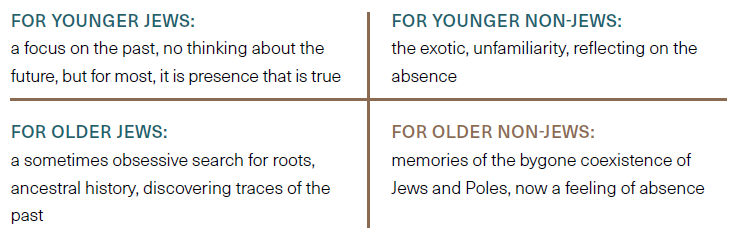 FOR YOUNGER JEWS:
a focus on the past, no thinking about the
future, but for most, it is presence that is true
FOR YOUNGER NON-JEWS:
the exotic, unfamiliarity, reflecting on the
absence
FOR OLDER JEWS:
a sometimes obsessive search for roots,
ancestral history, discovering traces of the
past
FOR OLDER NON-JEWS:
memories of the bygone coexistence of
Jews and Poles, now a feeling of absence